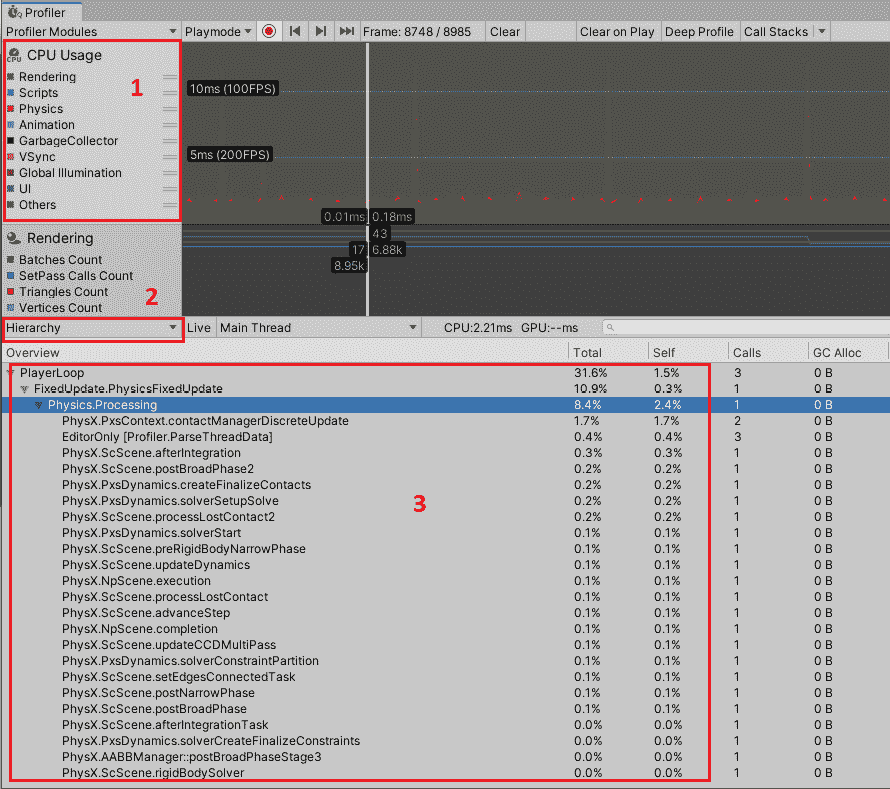 Profiler
Profiler Modules Playmode Frame: 8748 / 8985 Clear Clear on Play Deep Profile Call Stacks
CPU CPU Usage
Rendering
Scripts
Physics
Animation
GarbageCollector
VSync
Global Illumination
UI
Others
1
10ms (100FPS)
5ms (200FPS)
0.01ms 0.18ms
43
17 6.88k
8.95k
Rendering
Batches Count
SetPass Calls Count
Triangles Count
Vertices Count
2
Hierarchy Live Main Thread CPU:2.21ms GPU:--ms
Overview Total Self Calls GC Alloc
PlayerLoop 31.6% 1.5% 3 0 B
FixedUpdate.PhysicsFixedUpdate 10.9% 0.3% 1 0 B
Physics.Processing 8.4% 2.4% 1 0 B
PhysX.PxsContext.contactManagerDiscreteUpdate 1.7% 1.7% 2 0 B
EditorOnly [Profiler.ParseThreadData] 0.4% 0.4% 3 0 B
PhysX.ScScene.afterIntegration 0.3% 0.3% 1 0 B
PhysX.ScScene.postBroadPhase2 0.2% 0.2% 1 0 B
PhysX.PxsDynamics.createFinalizeContacts 0.2% 0.2% 1 0 B
PhysX.PxsDynamics.solverSetupSolve 0.2% 0.2% 1 0 B
PhysX.ScScene.processLostContact2 0.2% 0.2% 1 0 B
PhysX.PxsDynamics.solverStart 0.1% 0.1% 1 0 B
PhysX.ScScene.preRigidBodyNarrowPhase 0.1% 0.1% 1 0 B
PhysX.ScScene.updateDynamics 0.1% 0.1% 1 0 B
PhysX.NpScene.execution 0.1% 0.1% 1 0 B
PhysX.ScScene.processLostContact 0.1% 0.1% 1 0 B
PhysX.ScScene.advanceStep 0.1% 0.1% 1 0 B
PhysX.NpScene.completion 0.1% 0.1% 1 0 B
PhysX.ScScene.updateCCDMultiPass 0.1% 0.1% 1 0 B
PhysX.PxsDynamics.solverConstraintPartition 0.1% 0.1% 1 0 B
PhysX.ScScene.setEdgesConnectedTask 0.1% 0.1% 1 0 B
PhysX.ScScene.postNarrowPhase 0.1% 0.1% 1 0 B
PhysX.ScScene.postBroadPhase 0.1% 0.1% 1 0 B
PhysX.ScScene.afterIntegrationTask 0.0% 0.0% 1 0 B
PhysX.PxsDynamics.solverCreateFinalizeConstraints 0.0% 0.0% 1 0 B
PhysX.AABBManager::postBroadPhaseStage3 0.0% 0.0% 1 0 B
PhysX.ScScene.rigidBodySolver 0.0% 0.0% 1 0 B
3